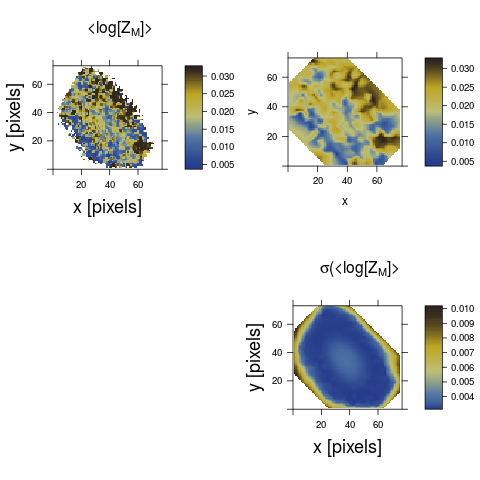 <log[Z_M]>
y [pixels]
60
40
20
20 40 60
x [pixels]
0.030
0.025
0.020
0.015
0.010
0.005
y
60
40
20
20 40 60
x
0.030
0.025
0.020
0.015
0.010
0.005
σ(<log[Z_M]>
y [pixels]
60
40
20
20 40 60
x [pixels]
0.010
0.009
0.008
0.007
0.006
0.005
0.004